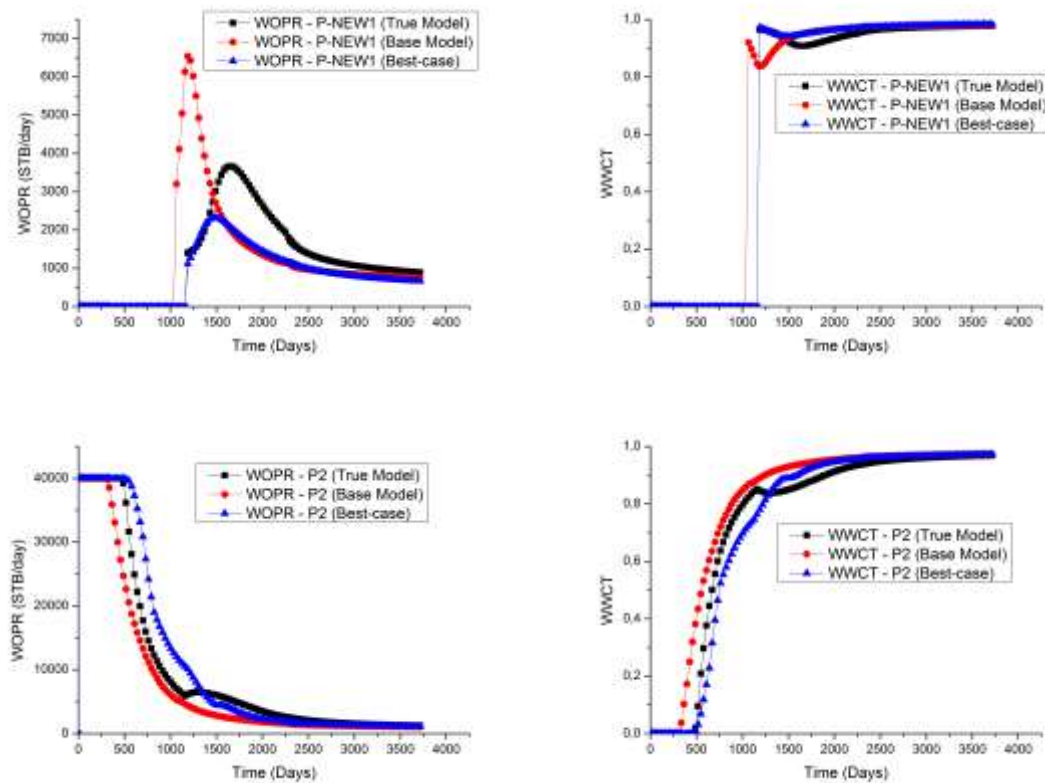 WOPR - P-NEW1 (True Model)
WOPR - P-NEW1 (Base Model)
WOPR - P-NEW1 (Best-case)
WOPR (STB/day)
7000
6000
5000
4000
3000
2000
1000
0
0 500 1000 1500 2000 2500 3000 3500 4000
Time (Days)
WWCT - P-NEW1 (True Model)
WWCT - P-NEW1 (Base Model)
WWCT - P-NEW1 (Best-case)
WWCT
1,0
0,8
0,6
0,4
0,2
0,0
0 500 1000 1500 2000 2500 3000 3500 4000
Time (Days)
WOPR - P2 (True Model)
WOPR - P2 (Base Model)
WOPR - P2 (Best-case)
WOPR (STB/day)
40000
30000
20000
10000
0
0 500 1000 1500 2000 2500 3000 3500 4000
Time (Days)
WWCT - P2 (True Model)
WWCT - P2 (Base Model)
WWCT - P2 (Best-case)
WWCT
1,0
0,8
0,6
0,4
0,2
0,0
0 500 1000 1500 2000 2500 3000 3500 4000
Time (Days)